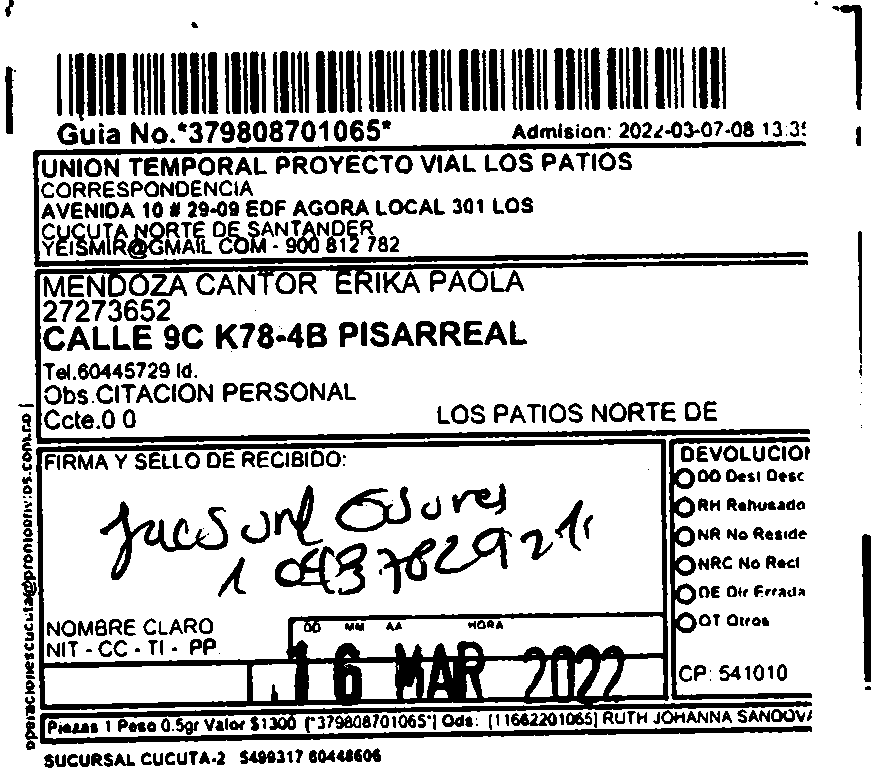 Guia No.*379808701065*
Admision: 2022-03-07-08 13:35
UNION TEMPORAL PROYECTO VIAL LOS PATIOS
CORRESPONDENCIA
AVENIDA 10 # 29-09 EDF AGORA LOCAL 301 LOS
CUCUTA NORTE DE SANTANDER
YEISMIR@GMAIL COM - 900 812 782
MENDOZA CANTOR ERIKA PAOLA
27273652
CALLE 9C K78-4B PISARREAL
Tel.60445729 Id.
Obs.CITACION PERSONAL
Ccte.0 0
LOS PATIOS NORTE DE
FIRMA Y SELLO DE RECIBIDO:
DEVOLUCION
DD Desl Desc
RH Rehusado
NR No Reside
NRC No Recl
DE Dir Errada
OT Otros
NOMBRE CLARO
NIT - CC - TI - PP
DD MM AA HORA
16 MAR 2022
CP: 541010
Piezas 1 Peso 0.5gr Valor $1300 (*379808701065*) Ods: (11662201065) RUTH JOHANNA SANDOVA
SUCURSAL CUCUTA-2 5499317 60448606